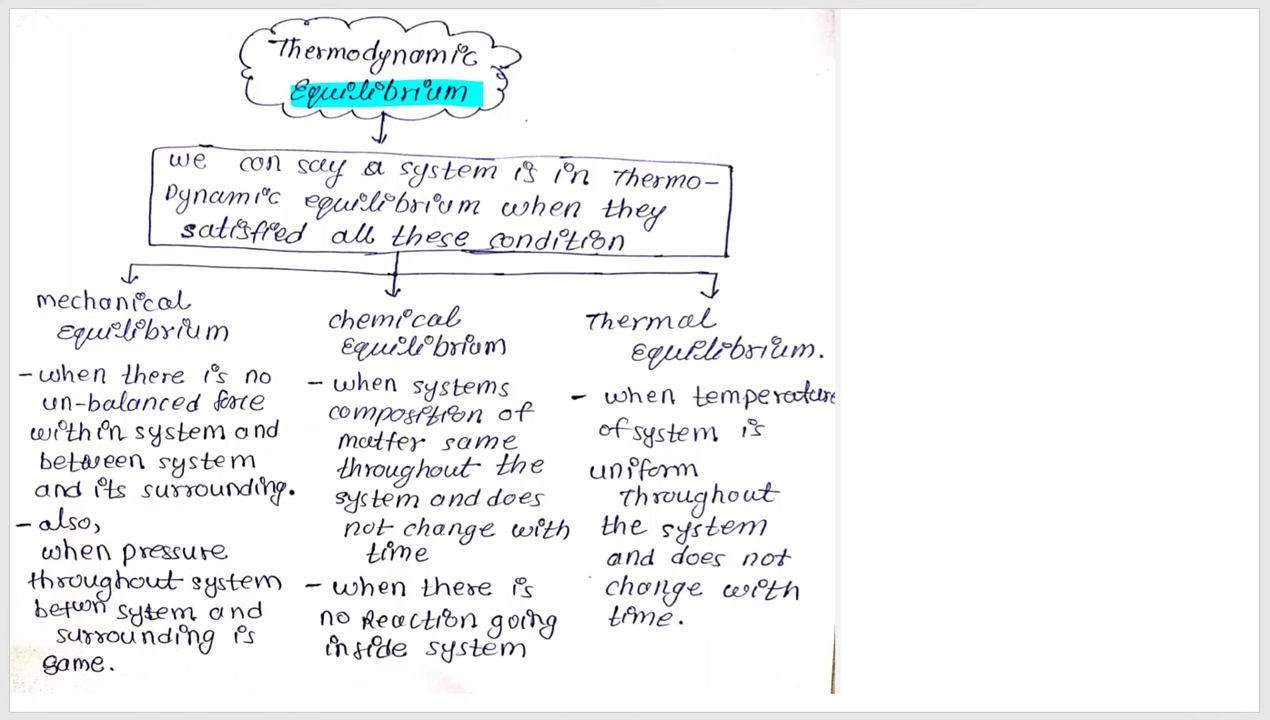 Thermodynamic
Equilibrium
we con say a system is in Thermo-
Dynamic equilibrium when they
satisfied all these condition
mechanical
Equilibrium
- when there is no
un-balanced force
within system and
between system
and its surrounding.
- also,
when pressure
throughout system
betwn sytem and
surrounding is
same.
chemical
Equilibrium
- when systems
composition of
matter same
throughout the
system and does
not change with
time
- when there is
no Reaction going
inside system
Thermal
Equilibrium.
- when temperature
of system is
uniform
Throughout
the system
and does not
change with
time.